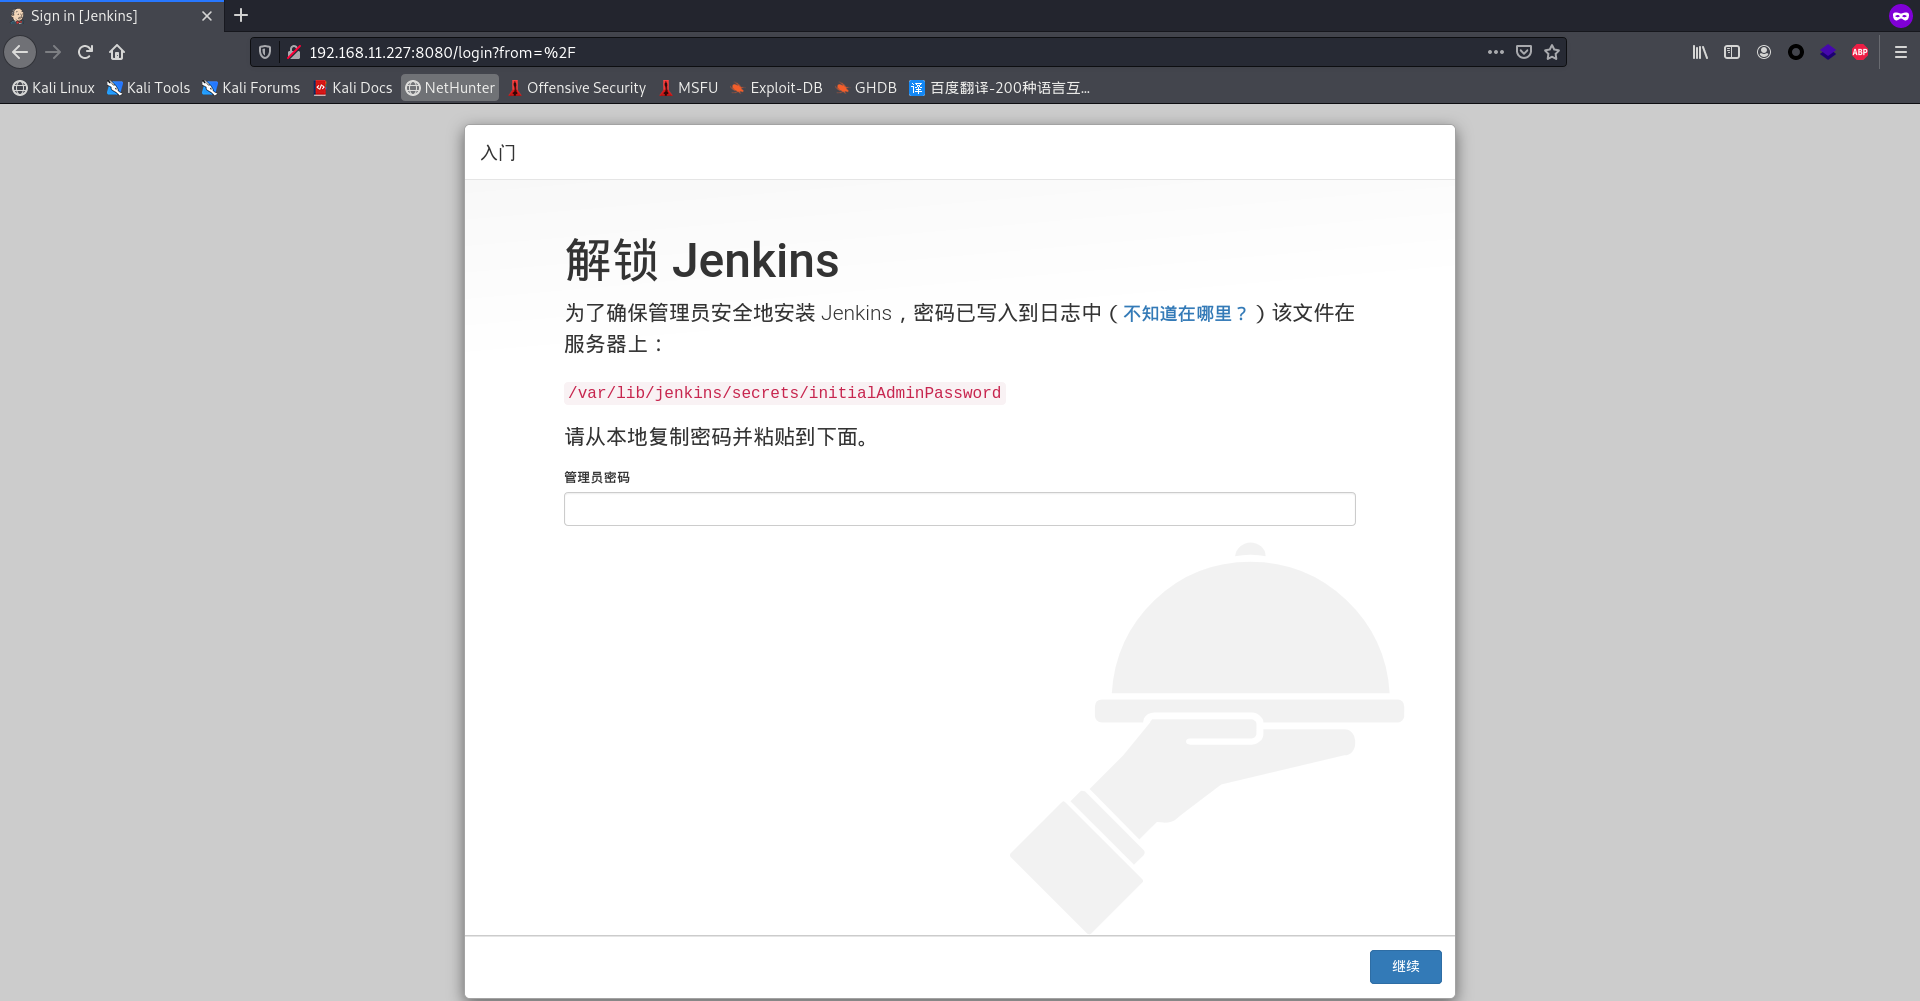 Sign in [Jenkins]
192.168.11.227:8080/login?from=%2F
ABP
Kali Linux Kali Tools Kali Forums Kali Docs NetHunter Offensive Security MSFU Exploit-DB GHDB 译 百度翻译-200种语言互...
入门
解锁 Jenkins
为了确保管理员安全地安装 Jenkins，密码已写入到日志中（不知道在哪里？）该文件在
服务器上：
/var/lib/jenkins/secrets/initialAdminPassword
请从本地复制密码并粘贴到下面。
管理员密码
继续